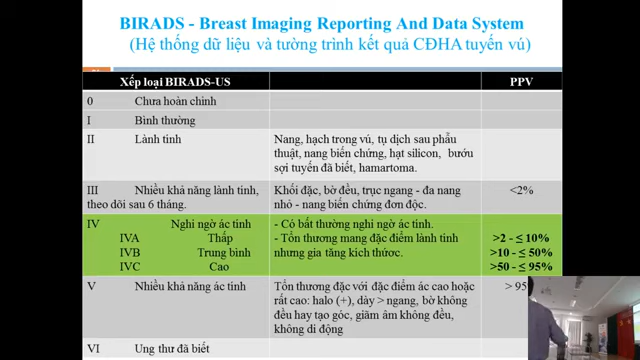 BIRADS - Breast Imaging Reporting And Data System
(Hệ thống dữ liệu và tường trình kết quả CĐHA tuyến vú)
Xếp loại BIRADS-US PPV
0 Chưa hoàn chỉnh
I Bình thường
II Lành tính Nang, hạch trong vú, tụ dịch sau phẫu
thuật, nang biến chứng, hạt silicon, bướu
sợi tuyến đã biết, hamartoma.
III Nhiều khả năng lành tính, Khối đặc, bờ đều, trục ngang - đa nang <2%
theo dõi sau 6 tháng. nhỏ - nang biến chứng đơn độc.
IV Nghi ngờ ác tính - Có bất thường nghi ngờ ác tính.
IVA Thấp - Tổn thương mang đặc điểm lành tính >2 - ≤ 10%
IVB Trung bình nhưng gia tăng kích thước. >10 - ≤ 50%
IVC Cao >50 - ≤ 95%
V Nhiều khả năng ác tính Tổn thương đặc với đặc điểm ác cao hoặc > 95
rất cao: halo (+), dày > ngang, bờ không
đều hay tạo góc, giảm âm không đều,
không di động
VI Ung thư đã biết